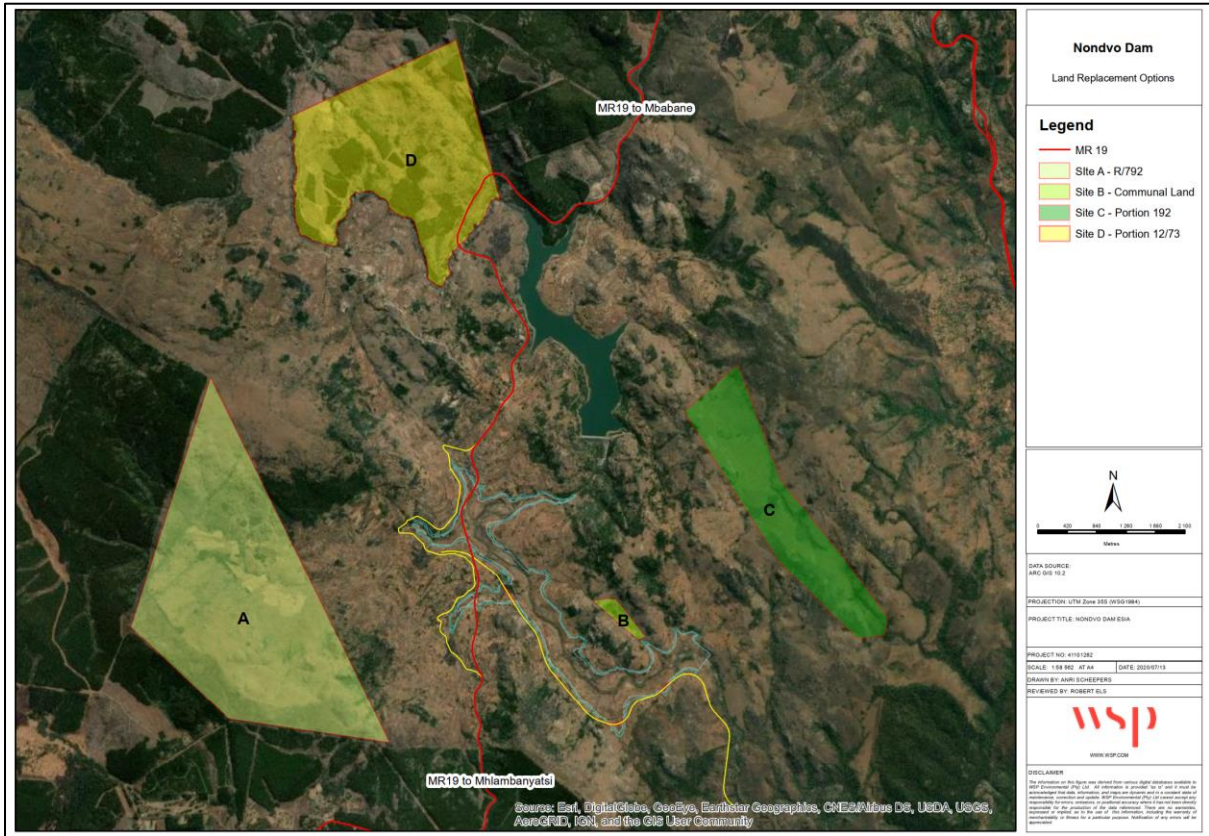 MR19 to Mbabane
D
A
B
C
MR19 to Mhlambanyatsi
Source: Esri, DigitalGlobe, GeoEye, Earthstar Geographics, CNES/Airbus DS, USDA, USGS,
AeroGRID, IGN, and the GIS User Community
Nondvo Dam
Land Replacement Options
Legend
MR 19
SIte A - R/792
Site B - Communal Land
Site C - Portion 192
Site D - Portion 12/73
N
0 420 840 1 260 1 680 2 100
Metres
DATA SOURCE:
ARC GIS 10.2
PROJECTION: UTM Zone 35S (WSG1984)
PROJECT TITLE: NONDVO DAM ESIA
PROJECT NO: 41101282
SCALE: 1:58 562 AT A4 DATE: 2020/07/13
DRAWN BY: ANRI SCHEEPERS
REVIEWED BY: ROBERT ELS
wsp
WWW.WSP.COM
DISCLAIMER